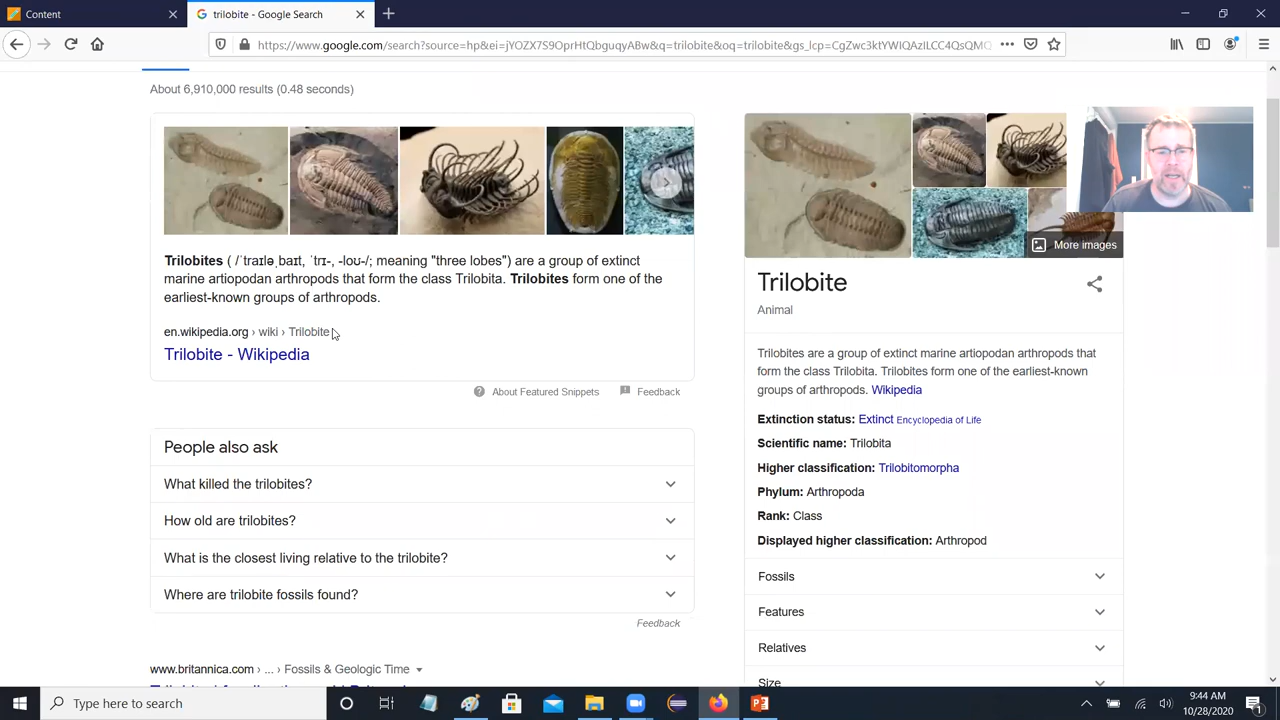 Content
trilobite - Google Search
https://www.google.com/search?source=hp&ei=jYOZX7S9OprHtQbguqyABw&q=trilobite&oq=trilobite&gs_lcp=CgZwc3ktYWIQAzILCC4QsQMQ
About 6,910,000 results (0.48 seconds)
Trilobites ( /ˈtraɪləˌbaɪt, ˈtrɪ-, -loʊ-/; meaning "three lobes") are a group of extinct
marine artiopodan arthropods that form the class Trilobita. Trilobites form one of the
earliest-known groups of arthropods.
en.wikipedia.org › wiki › Trilobite
Trilobite - Wikipedia
About Featured Snippets
Feedback
People also ask
What killed the trilobites?
How old are trilobites?
What is the closest living relative to the trilobite?
Where are trilobite fossils found?
Feedback
www.britannica.com › ... › Fossils & Geologic Time
More images
Trilobite
Animal
Trilobites are a group of extinct marine artiopodan arthropods that
form the class Trilobita. Trilobites form one of the earliest-known
groups of arthropods. Wikipedia
Extinction status: Extinct Encyclopedia of Life
Scientific name: Trilobita
Higher classification: Trilobitomorpha
Phylum: Arthropoda
Rank: Class
Displayed higher classification: Arthropod
Fossils
Features
Relatives
Size
Type here to search
9:44 AM
10/28/2020
1